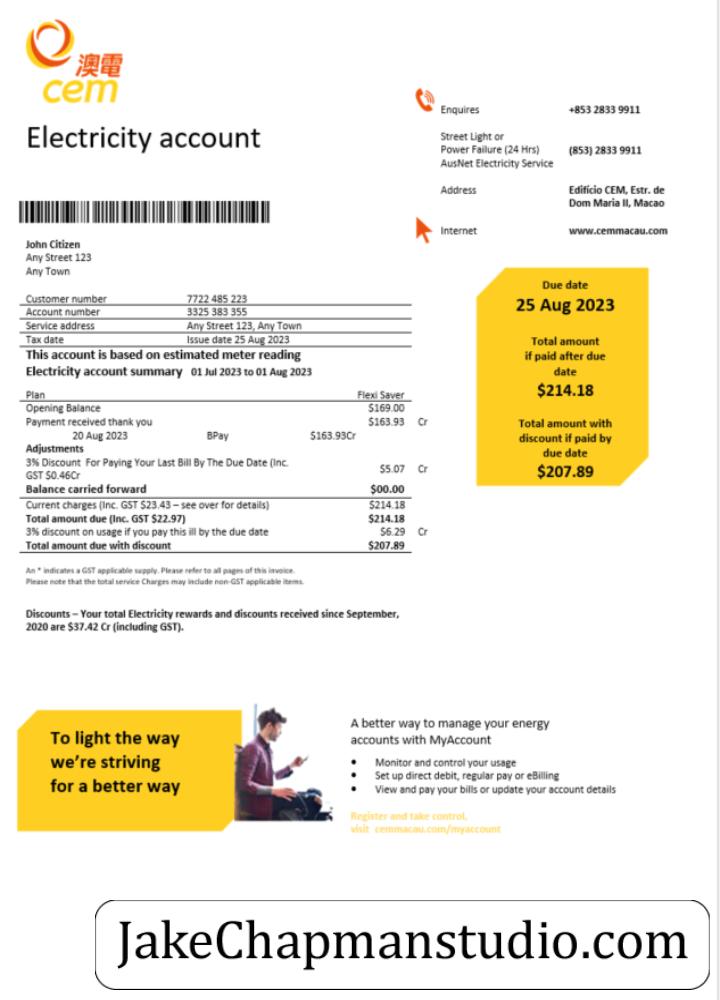 澳電
cem
Electricity account
Enquires +853 2833 9911
Street Light or
Power Failure (24 Hrs) (853) 2833 9911
AusNet Electricity Service
Address Edifício CEM, Estr. de
Dom Maria II, Macao
Internet www.cemmacau.com
John Citizen
Any Street 123
Any Town
Customer number 7722 485 223
Account number 3325 383 355
Service address Any Street 123, Any Town
Tax date Issue date 25 Aug 2023
This account is based on estimated meter reading
Electricity account summary 01 Jul 2023 to 01 Aug 2023
Plan Flexi Saver
Opening Balance $169.00
Payment received thank you $163.93 Cr
20 Aug 2023 BPay $163.93Cr
Adjustments
3% Discount For Paying Your Last Bill By The Due Date (Inc.
GST $0.46Cr $5.07 Cr
Balance carried forward $00.00
Current charges (Inc. GST $23.43 – see over for details) $214.18
Total amount due (Inc. GST $22.97) $214.18
3% discount on usage if you pay this ill by the due date $6.29 Cr
Total amount due with discount $207.89
An * indicates a GST applicable supply. Please refer to all pages of this invoice.
Please note that the total service Charges may include non-GST applicable items.
Discounts – Your total Electricity rewards and discounts received since September,
2020 are $37.42 Cr (including GST).
Due date
25 Aug 2023
Total amount
if paid after due
date
$214.18
Total amount with
discount if paid by
due date
$207.89
To light the way
we're striving
for a better way
A better way to manage your energy
accounts with MyAccount
• Monitor and control your usage
• Set up direct debit, regular pay or eBilling
• View and pay your bills or update your account details
Register and take control,
visit cemmacau.com/myaccount
JakeChapmanstudio.com